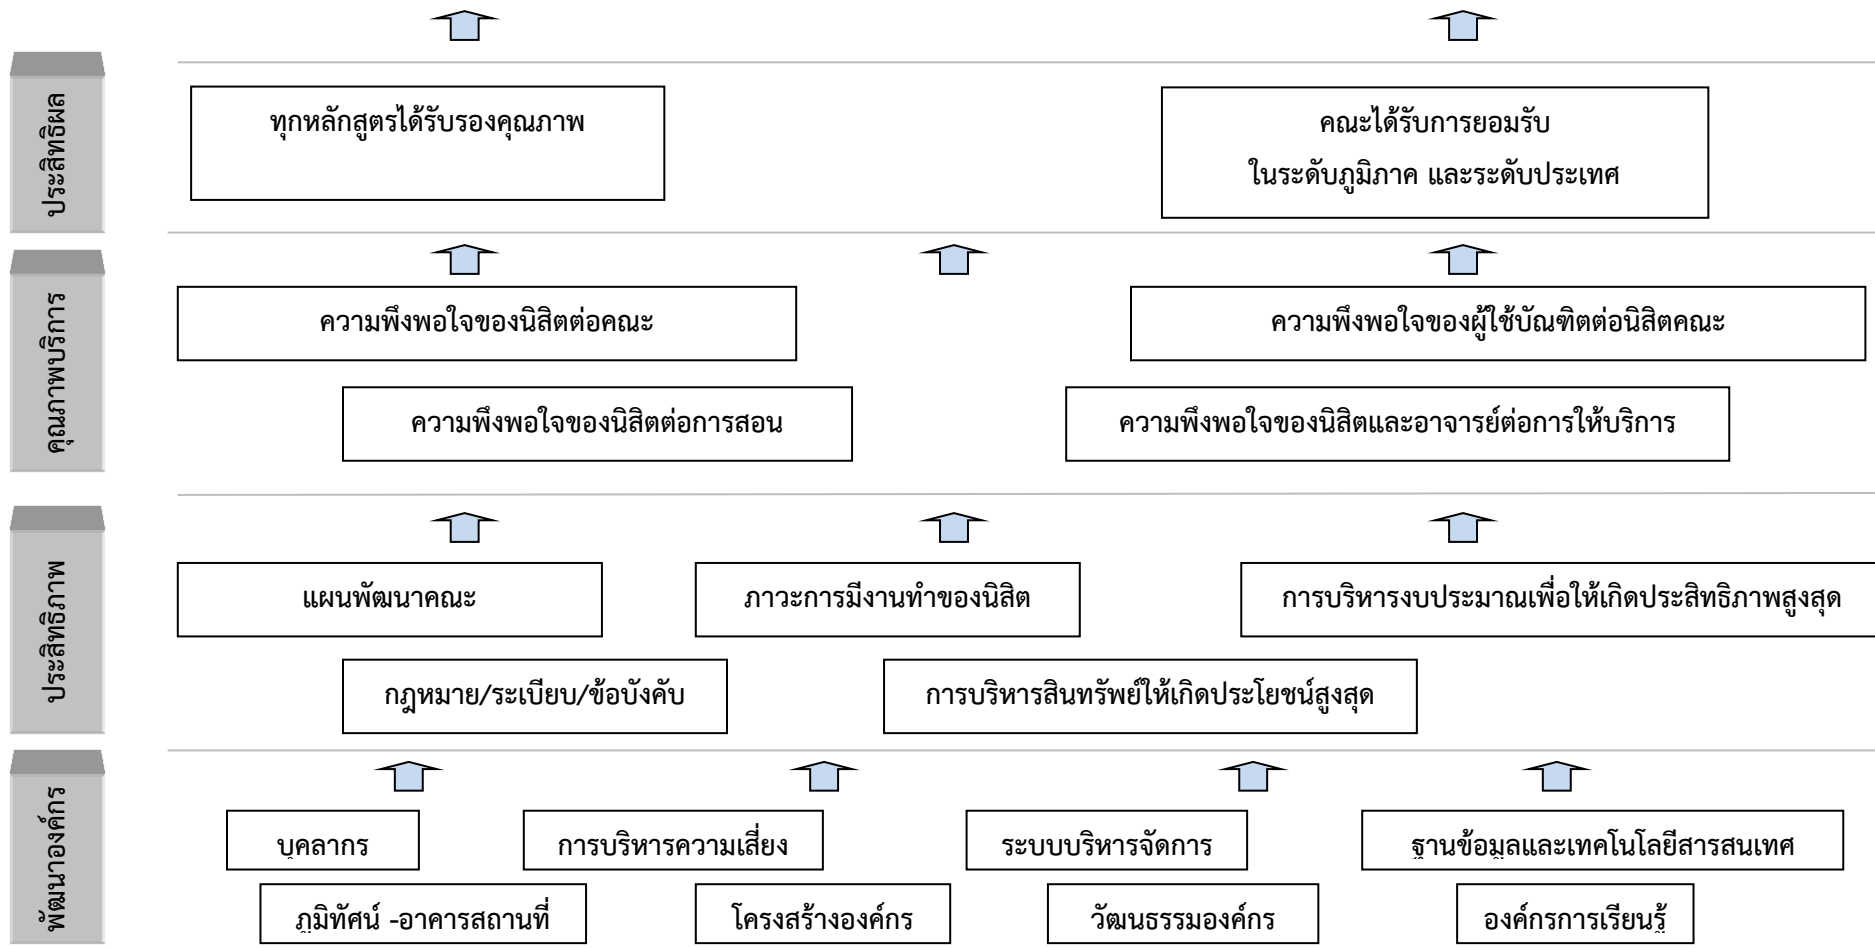 ประสิทธิผล
ทุกหลักสูตรได้รับรองคุณภาพ
คณะได้รับการยอมรับ
ในระดับภูมิภาค และระดับประเทศ
คุณภาพบริการ
ความพึงพอใจของนิสิตต่อคณะ
ความพึงพอใจของผู้ใช้บัณฑิตต่อนิสิตคณะ
ความพึงพอใจของนิสิตต่อการสอน
ความพึงพอใจของนิสิตและอาจารย์ต่อการให้บริการ
ประสิทธิภาพ
แผนพัฒนาคณะ
ภาวะการมีงานทำของนิสิต
การบริหารงบประมาณเพื่อให้เกิดประสิทธิภาพสูงสุด
กฎหมาย/ระเบียบ/ข้อบังคับ
การบริหารสินทรัพย์ให้เกิดประโยชน์สูงสุด
พัฒนาองค์กร
บุคลากร
การบริหารความเสี่ยง
ระบบบริหารจัดการ
ฐานข้อมูลและเทคโนโลยีสารสนเทศ
ภูมิทัศน์ -อาคารสถานที่
โครงสร้างองค์กร
วัฒนธรรมองค์กร
องค์กรการเรียนรู้